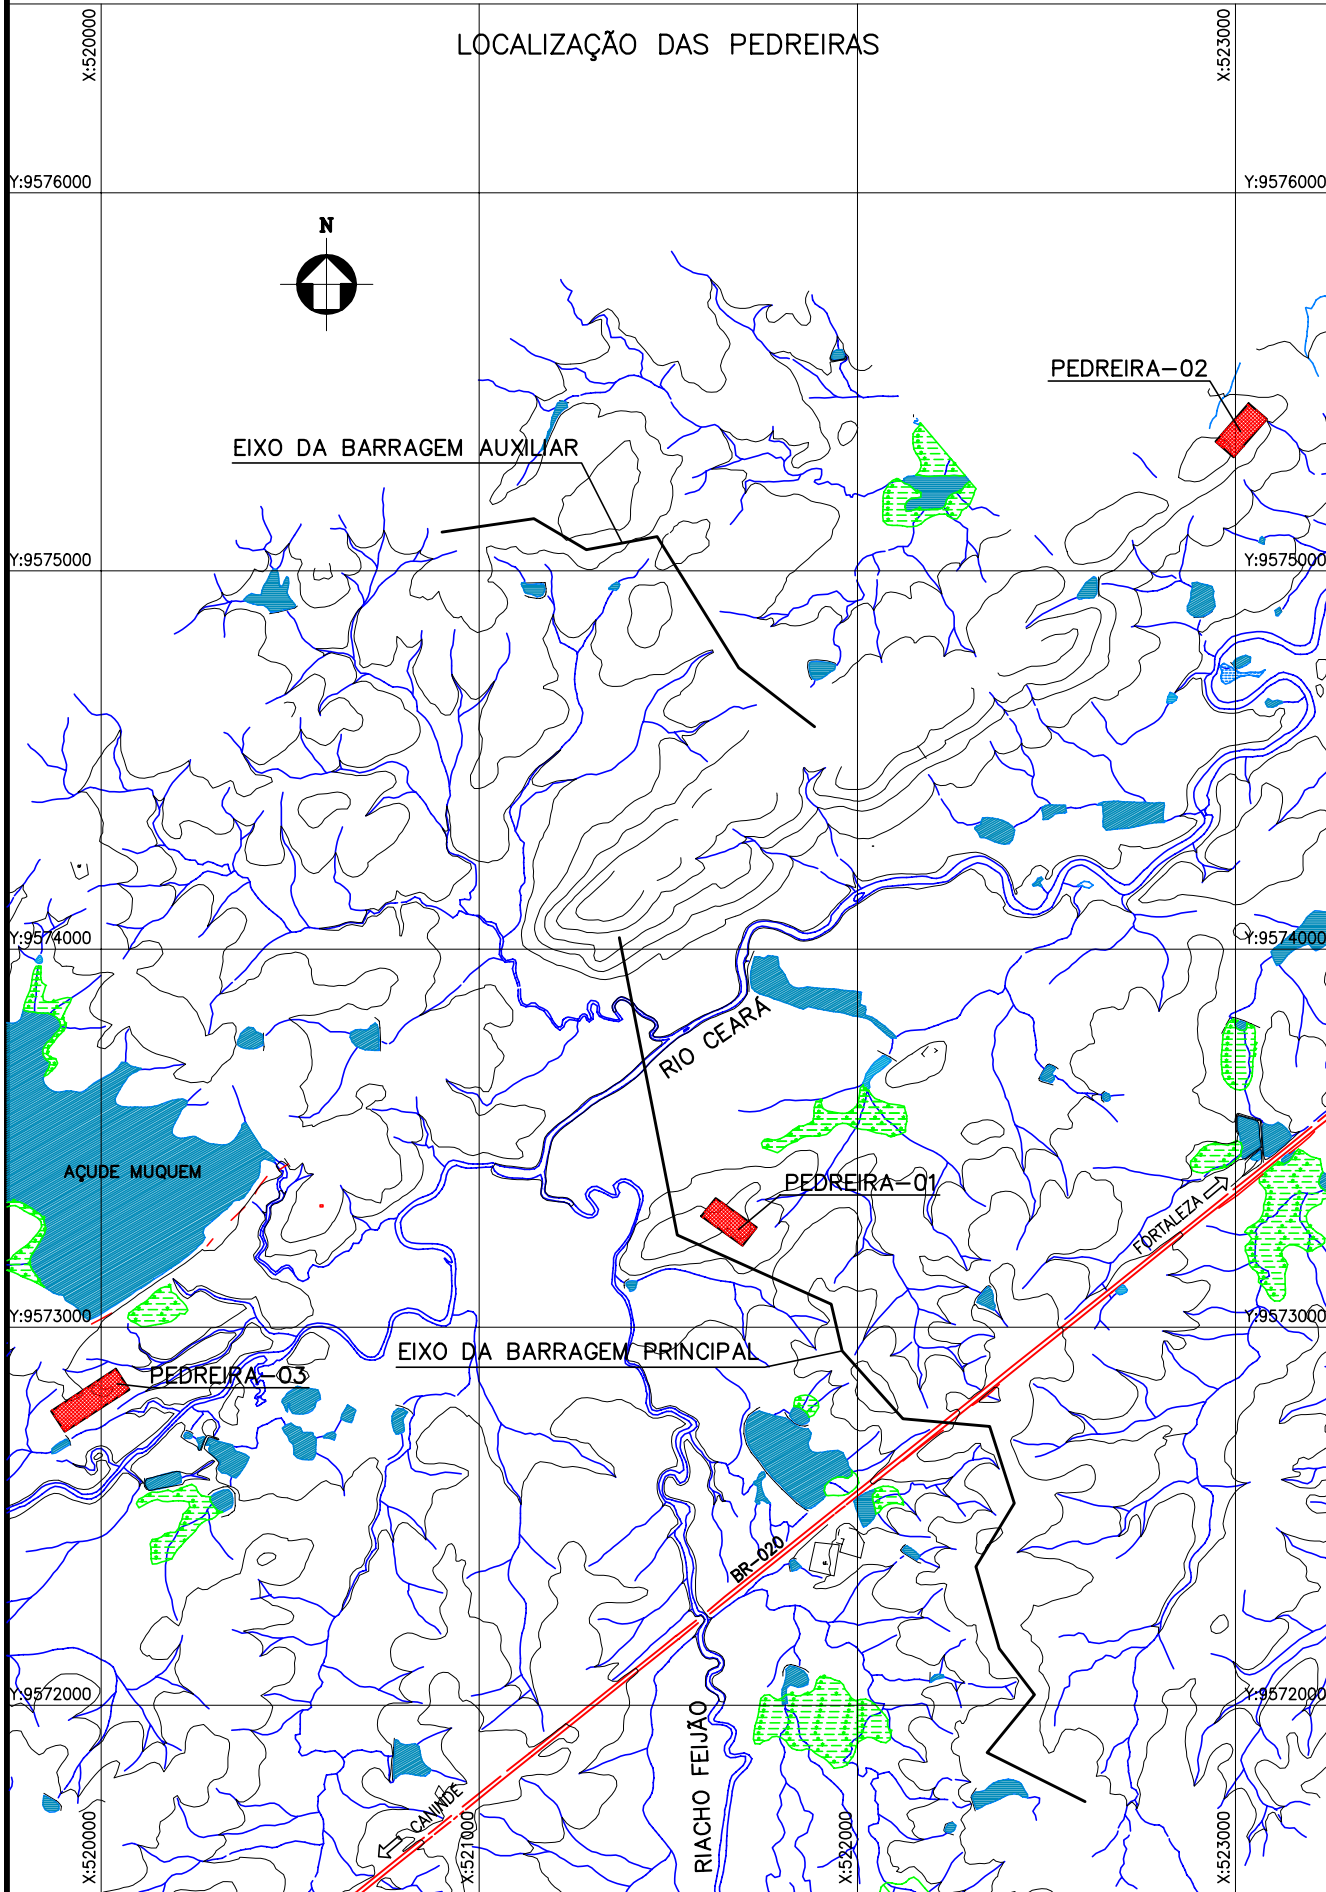 LOCALIZAÇÃO DAS PEDREIRAS
X:520000
X:523000
Y:9576000
Y:9576000
N
PEDREIRA-02
EIXO DA BARRAGEM AUXILIAR
Y:9575000
Y:9575000
Y:9574000
Y:9574000
RIO CEARÁ
AÇUDE MUQUEM
PEDREIRA-01
FORTALEZA
Y:9573000
Y:9573000
EIXO DA BARRAGEM PRINCIPAL
PEDREIRA-03
BR-020
Y:9572000
Y:9572000
RIACHO FEIJÃO
CANINDE
X:520000
X:521000
X:522000
X:523000